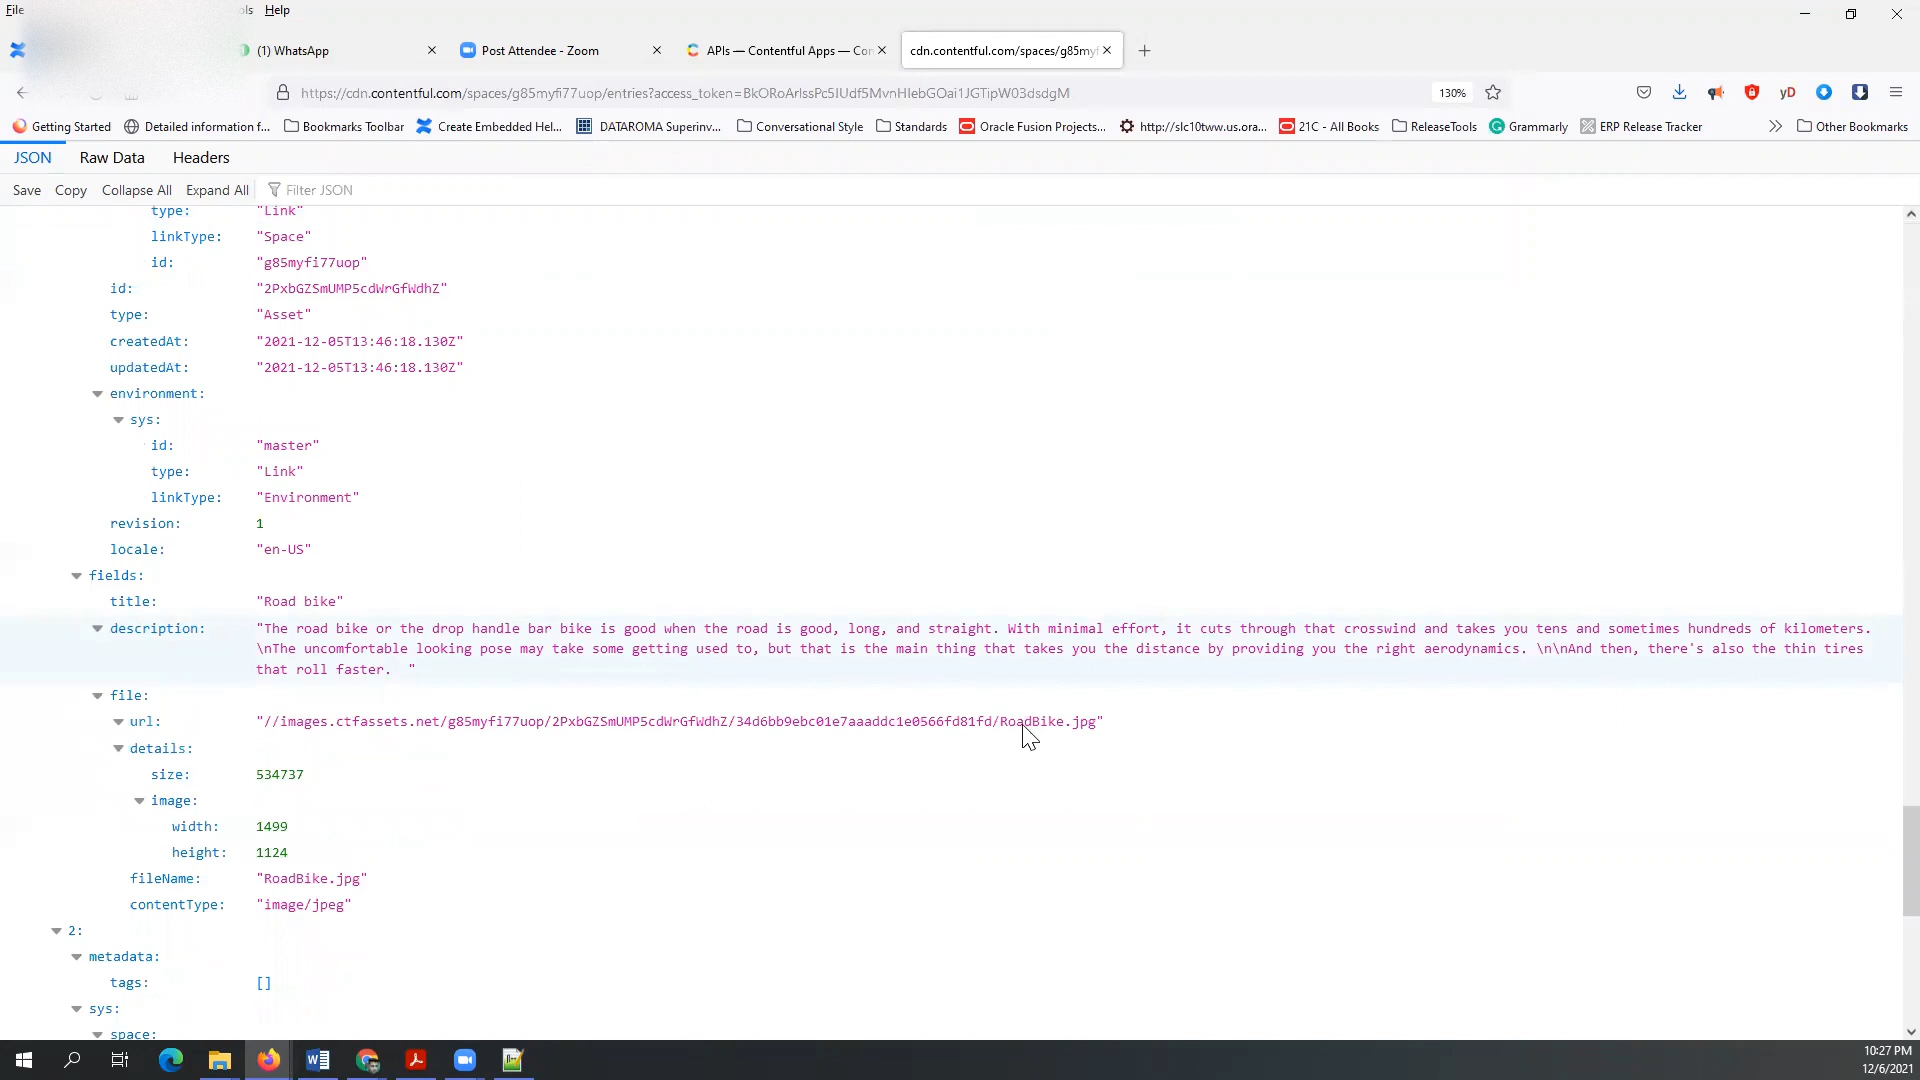 File
ols
Help
(1) WhatsApp
Post Attendee - Zoom
APIs — Contentful Apps — Con
cdn.contentful.com/spaces/g85myf
https://cdn.contentful.com/spaces/g85myfi77uop/entries?access_token=
130%
Getting Started
Detailed information f...
Bookmarks Toolbar
Create Embedded Hel...
DATAROMA Superinv...
Conversational Style
Standards
Oracle Fusion Projects...
http://slc10tww.us.ora...
21C - All Books
ReleaseTools
Grammarly
ERP Release Tracker
Other Bookmarks
JSON
Raw Data
Headers
Save
Copy
Collapse All
Expand All
Filter JSON
type: "Link"
linkType: "Space"
id: "g85myfi77uop"
id: "2PxbGZSmUMP5cdWrGfWdhZ"
type: "Asset"
createdAt: "2021-12-05T13:46:18.130Z"
updatedAt: "2021-12-05T13:46:18.130Z"
environment:
sys:
id: "master"
type: "Link"
linkType: "Environment"
revision: 1
locale: "en-US"
fields:
title: "Road bike"
description: "The road bike or the drop handle bar bike is good when the road is good, long, and straight. With minimal effort, it cuts through that crosswind and takes you tens and sometimes hundreds of kilometers.
\nThe uncomfortable looking pose may take some getting used to, but that is the main thing that takes you the distance by providing you the right aerodynamics. \n\nAnd then, there's also the thin tires
that roll faster. "
file:
url: "//images.ctfassets.net/g85myfi77uop/2PxbGZSmUMP5cdWrGfWdhZ/34d6bb9ebc01e7aaaddc1e0566fd81fd/RoadBike.jpg"
details:
size: 534737
image:
width: 1499
height: 1124
fileName: "RoadBike.jpg"
contentType: "image/jpeg"
2:
metadata:
tags: []
sys:
space:
10:27 PM
12/6/2021